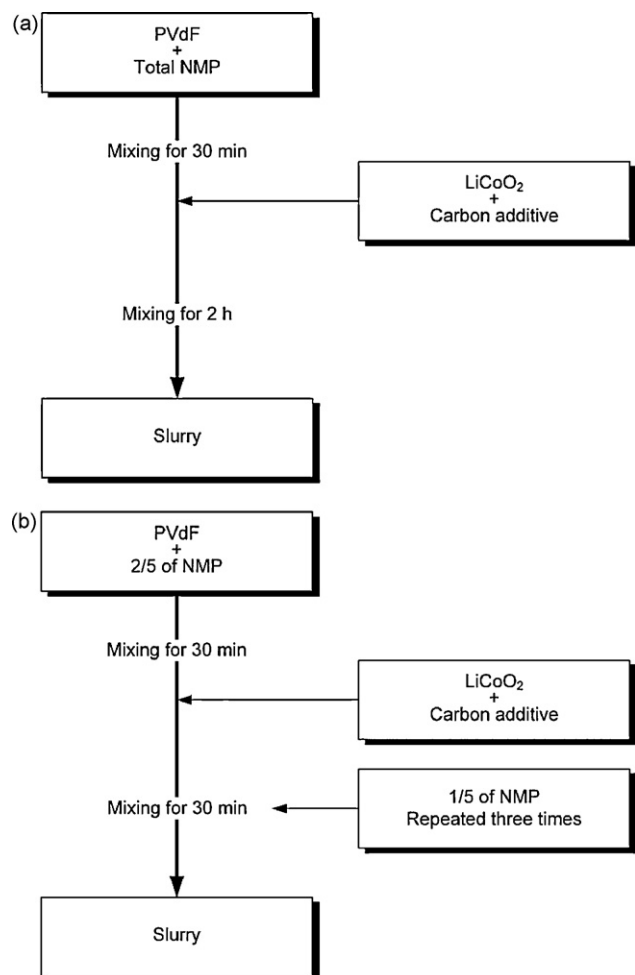 (a)
PVdF
+
Total NMP
Mixing for 30 min
LiCoO₂
+
Carbon additive
Mixing for 2 h
Slurry
(b)
PVdF
+
2/5 of NMP
Mixing for 30 min
LiCoO₂
+
Carbon additive
Mixing for 30 min
1/5 of NMP
Repeated three times
Slurry